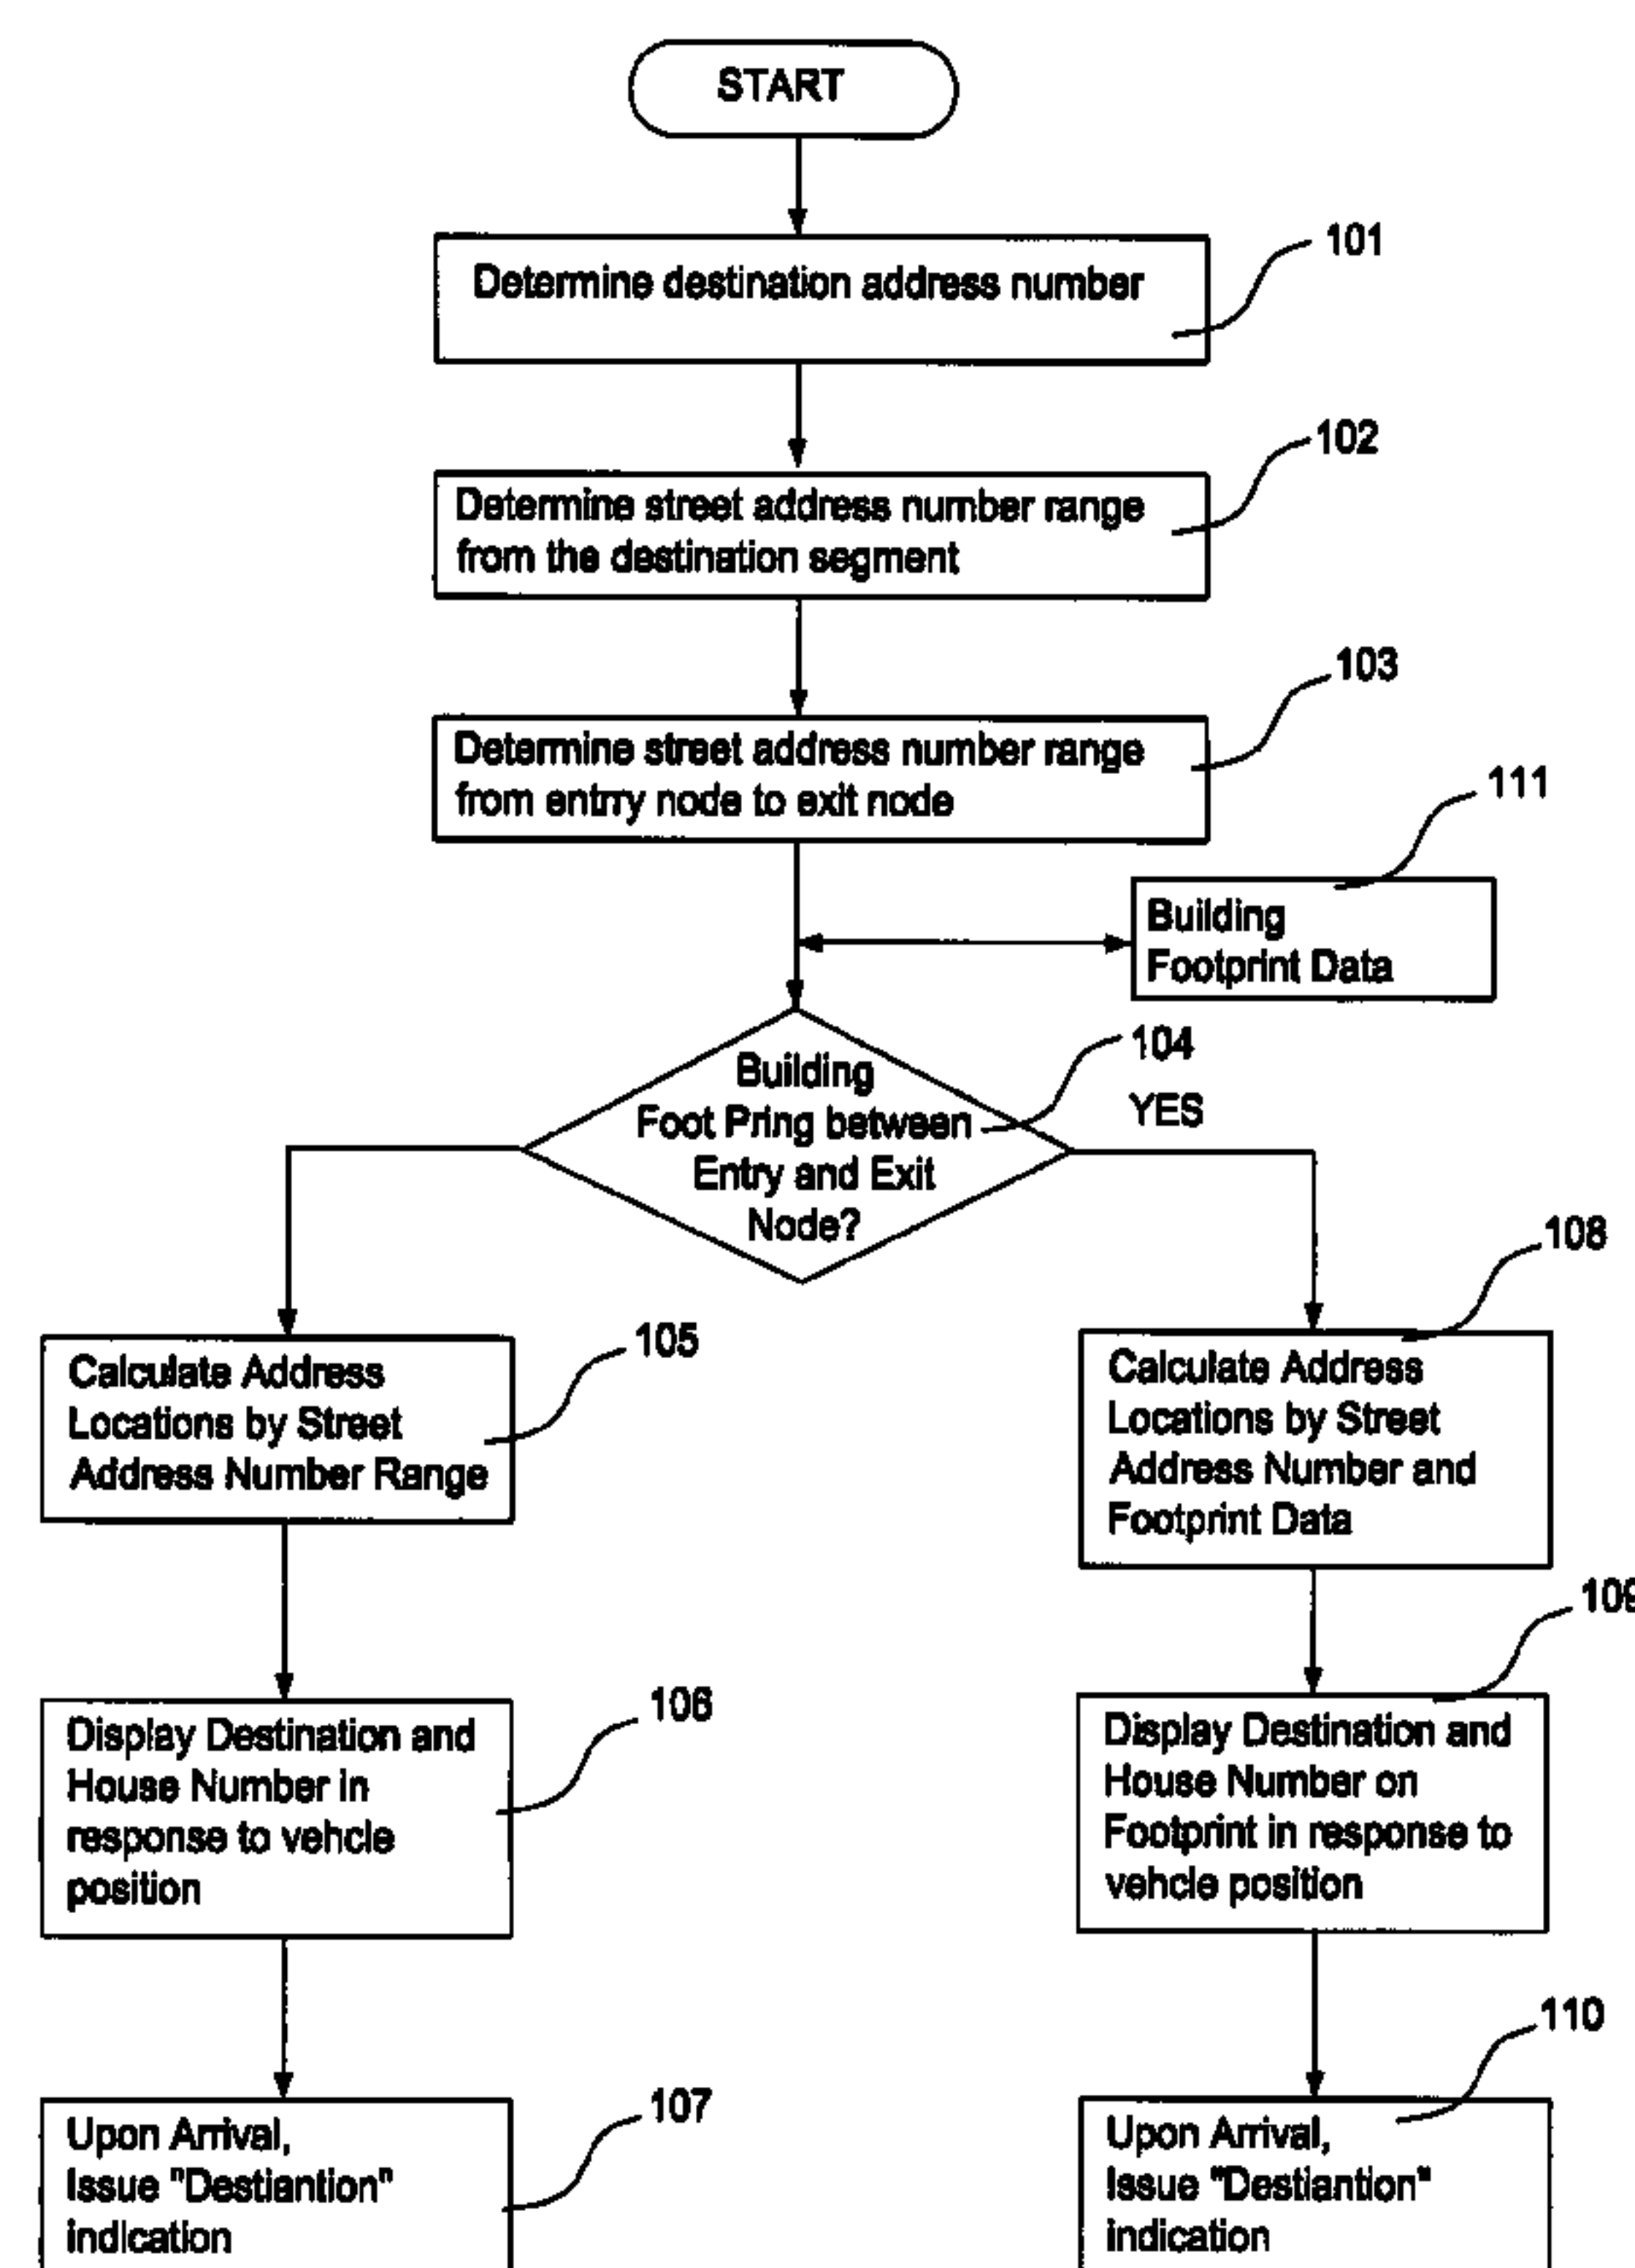 START
101
Determine destination address number
102
Determine street address number range
from the destination segment
103
Determine street address number range
from entrry node to exit node
111
Building
Footprint Data
104
YES
Building
Foot Pring between
Entry and Exit
Node?
105
Calculate Address
Locations by Street
Address Number Range
108
Calculate Address
Locations by Street
Address Number and
Footprint Data
106
Display Destination and
House Number in
response to vehcle
position
109
Display Destination and
House Number on
Footprint in response to
vehcle position
107
Upon Arrival,
Issue "Destiantion"
indication
110
Upon Arrival,
Issue "Destiantion"
indication